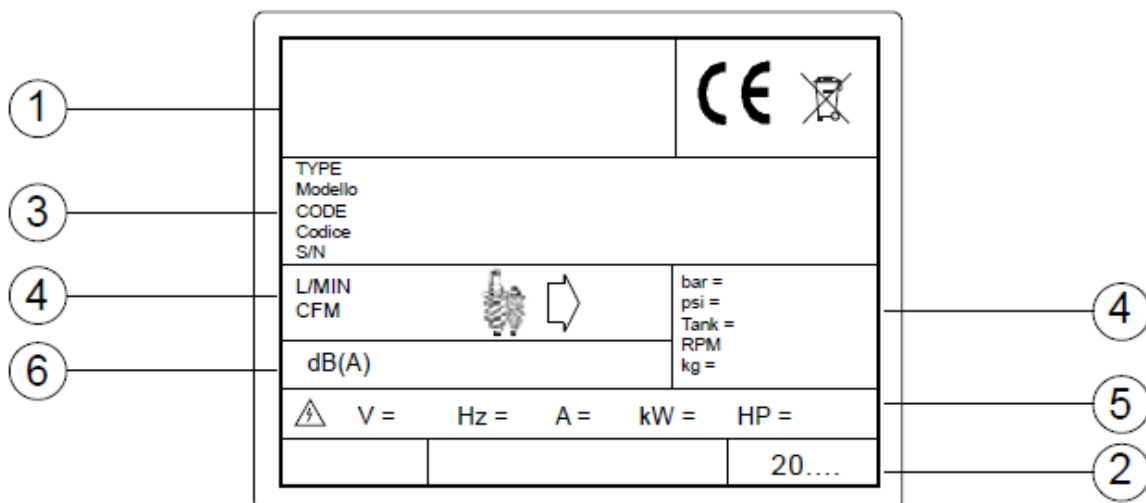 1
CE
TYPE
Modello
3
CODE
Codice
S/N
4
L/MIN
CFM
bar =
psi =
Tank =
RPM
kg =
4
6
dB(A)
V = Hz = A = kW = HP =
5
20....
2